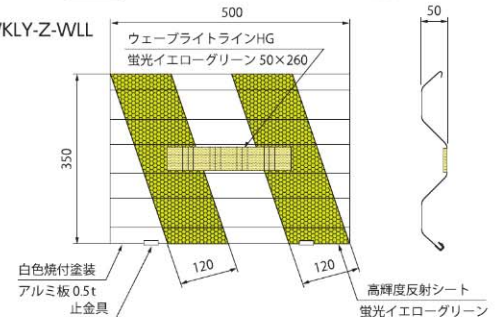 500
50
VKLY-Z-WLL
ウェーブライトラインHG
蛍光イエローグリーン 50×260
350
120
120
白色焼付塗装
アルミ板 0.5t
止金具
高輝度反射シート
蛍光イエローグリーン